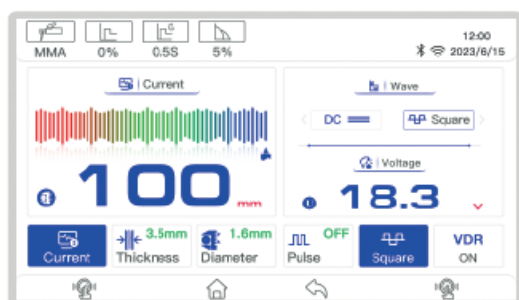 12:00
MMA 0% 0.5S 5% 2023/6/15
Current
Wave
DC Square
Voltage
100 mm
18.3
3.5mm 1.6mm OFF VDR
Current Thickness Diameter Pulse Square ON